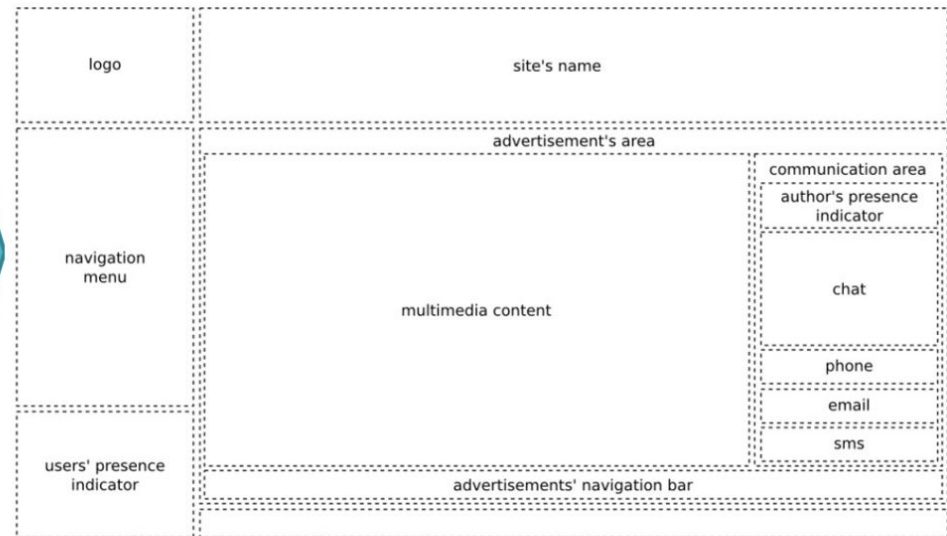 logo
site's name
advertisement's area
navigation
menu
multimedia content
communication area
author's presence
indicator
chat
phone
email
sms
users' presence
indicator
advertisements' navigation bar